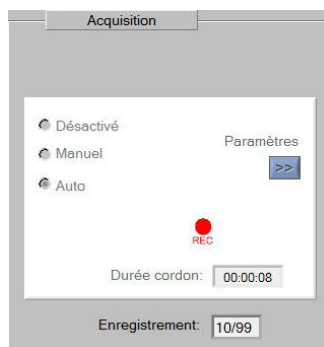 Acquisition
Désactivé
Manuel
Paramètres
>>
Auto
REC
Durée cordon: 00:00:08
Enregistrement: 10/99